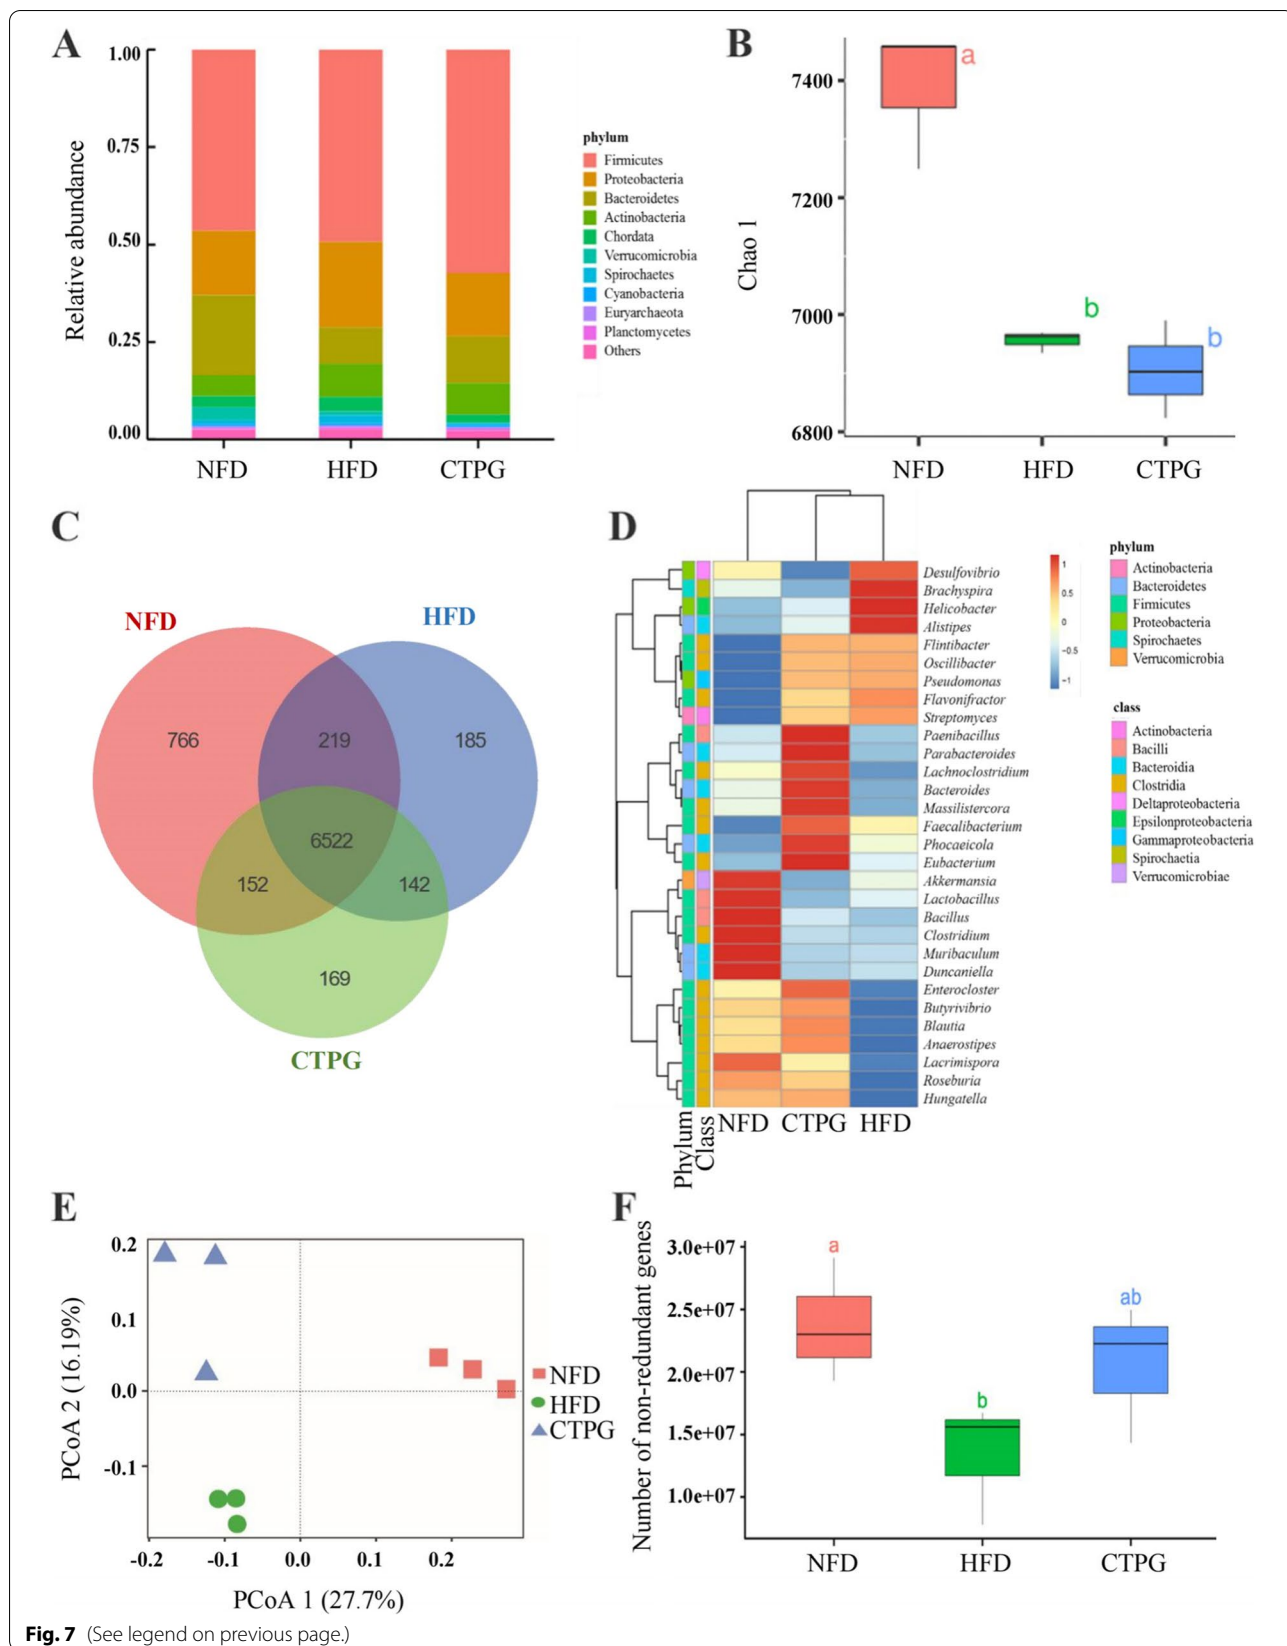 A
1.00
0.75
0.50
0.25
0.00
Relative abundance
NFD HFD CTPG
phylum
Firmicutes
Proteobacteria
Bacteroidetes
Actinobacteria
Chordata
Verrucomicrobia
Spirochaetes
Cyanobacteria
Euryarchaeota
Planctomycetes
Others
B
7400
7200
7000
6800
Chao 1
a
b
b
NFD HFD CTPG
C
NFD
HFD
766 219 185
6522
152 142
169
CTPG
D
Desulfovibrio
Brachyspira
Helicobacter
Alistipes
Flintibacter
Oscillibacter
Pseudomonas
Flavonifractor
Streptomyces
Paenibacillus
Parabacteroides
Lachnoclostridium
Bacteroides
Massilistercora
Faecalibacterium
Phocaeicola
Eubacterium
Akkermansia
Lactobacillus
Bacillus
Clostridium
Muribaculum
Duncaniella
Enterocloster
Butyrivibrio
Blautia
Anaerostipes
Lacrimispora
Roseburia
Hungatella
Phylum
Class
NFD CTPG HFD
1
0.5
0
−0.5
−1
phylum
Actinobacteria
Bacteroidetes
Firmicutes
Proteobacteria
Spirochaetes
Verrucomicrobia
class
Actinobacteria
Bacilli
Bacteroidia
Clostridia
Deltaproteobacteria
Epsilonproteobacteria
Gammaproteobacteria
Spirochaetia
Verrucomicrobiae
E
0.2
0.1
0.0
-0.1
PCoA 2 (16.19%)
-0.2 -0.1 0.0 0.1 0.2
PCoA 1 (27.7%)
NFD
HFD
CTPG
F
3.0e+07
2.5e+07
2.0e+07
1.5e+07
1.0e+07
Number of non-redundant genes
a
b
ab
NFD HFD CTPG
Fig. 7 (See legend on previous page.)